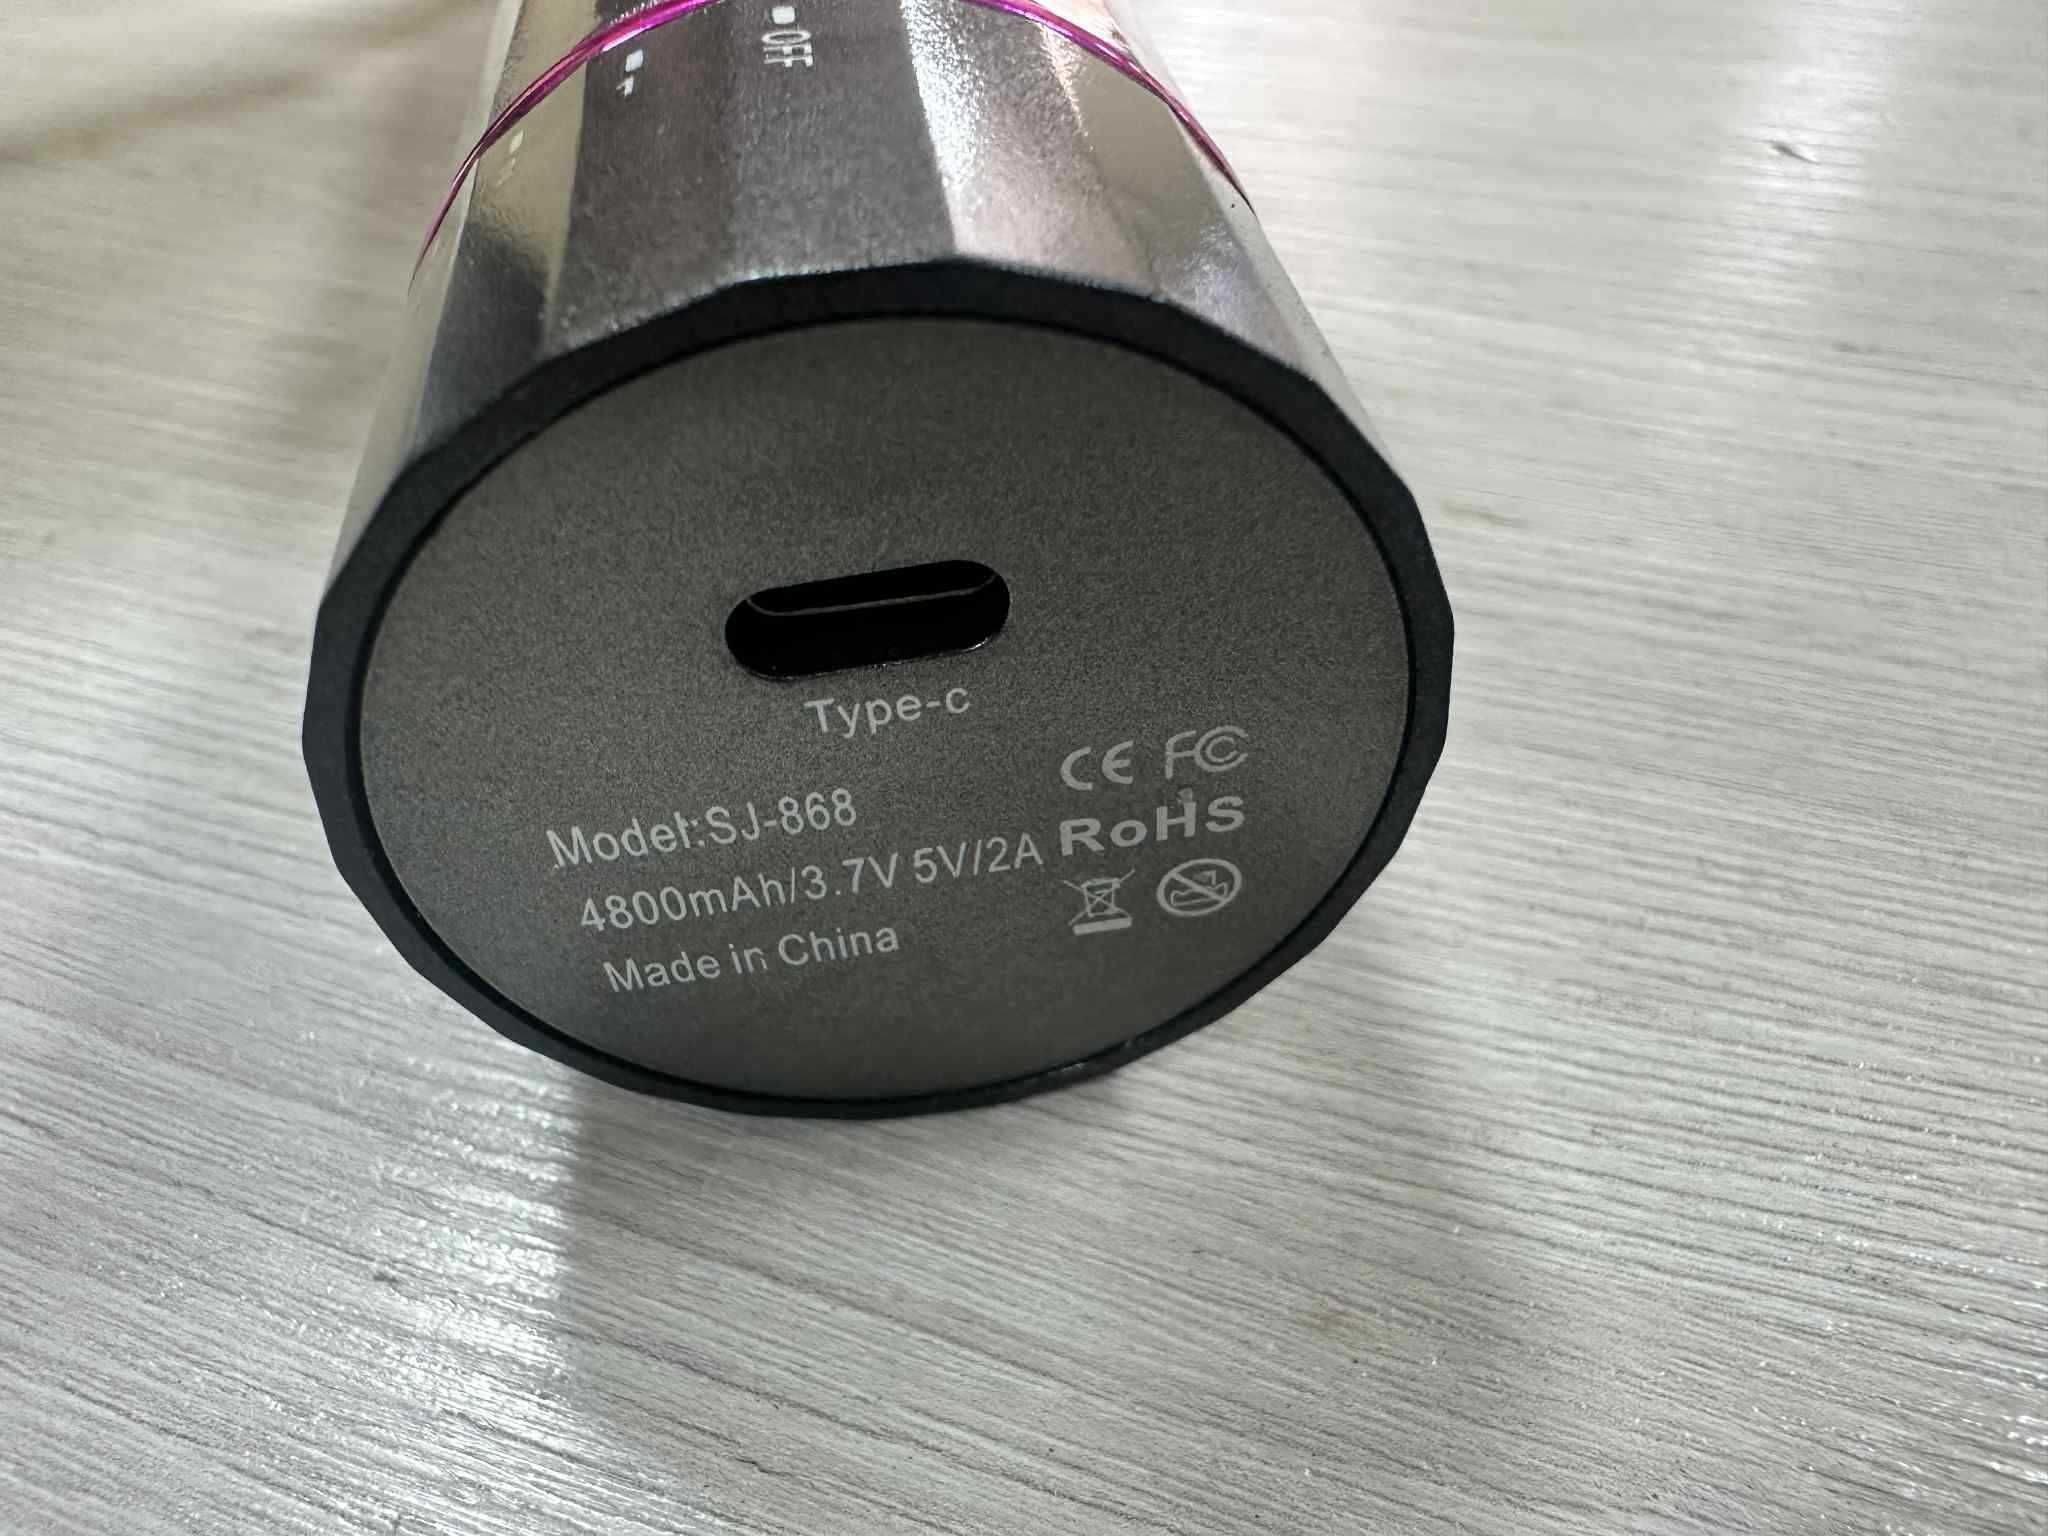 OFF
Type-c
CE FC
Model:SJ-868
RoHS
4800mAh/3.7V 5V/2A
Made in China